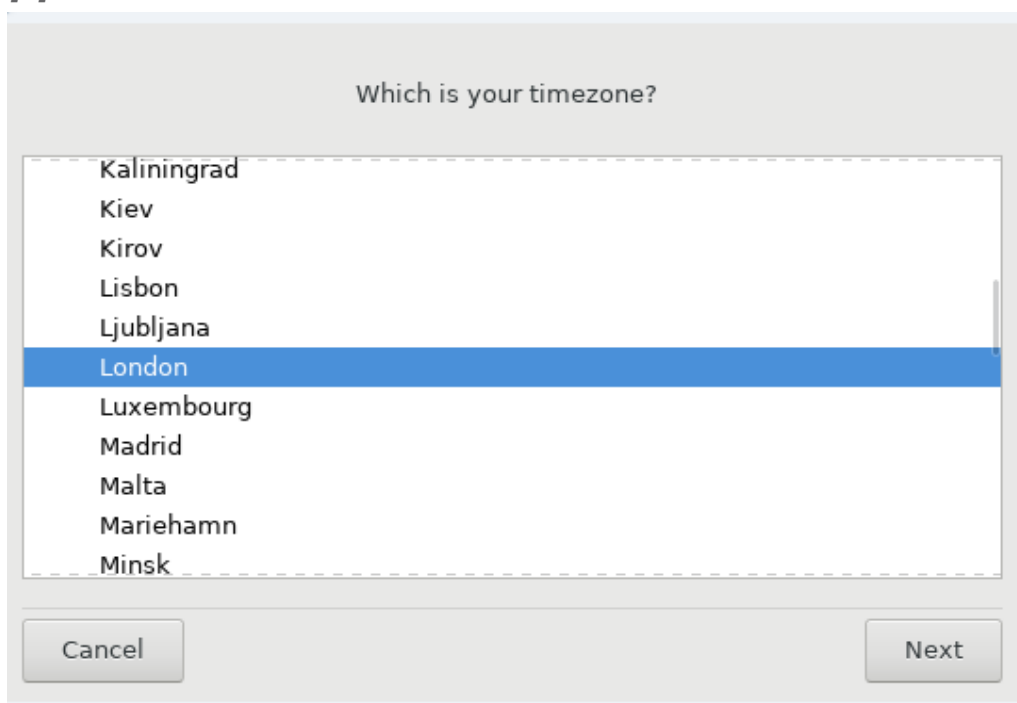 Which is your timezone?
Kaliningrad
Kiev
Kirov
Lisbon
Ljubljana
London
Luxembourg
Madrid
Malta
Mariehamn
Minsk
Cancel
Next